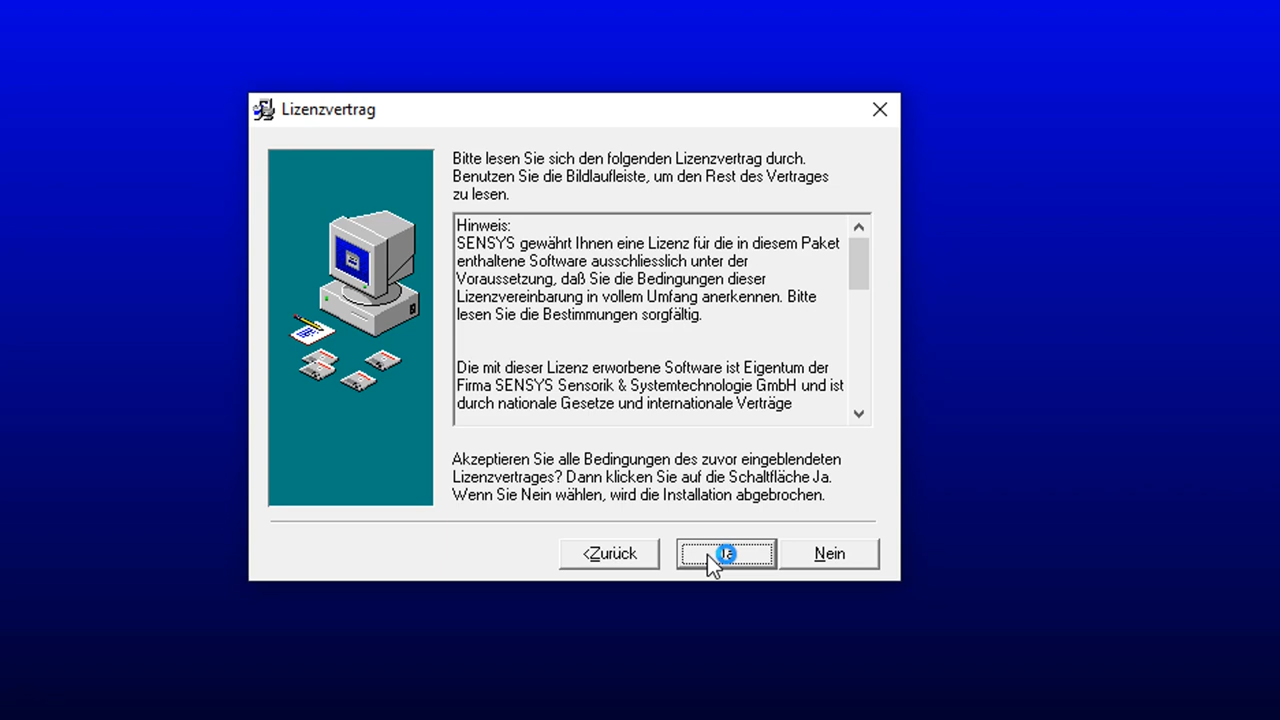 Lizenzvertrag
Bitte lesen Sie sich den folgenden Lizenzvertrag durch.
Benutzen Sie die Bildlaufleiste, um den Rest des Vertrages
zu lesen.
Hinweis:
SENSYS gewährt Ihnen eine Lizenz für die in diesem Paket
enthaltene Software ausschliesslich unter der
Voraussetzung, daß Sie die Bedingungen dieser
Lizenzvereinbarung in vollem Umfang anerkennen. Bitte
lesen Sie die Bestimmungen sorgfältig.
Die mit dieser Lizenz erworbene Software ist Eigentum der
Firma SENSYS Sensorik & Systemtechnologie GmbH und ist
durch nationale Gesetze und internationale Verträge
Akzeptieren Sie alle Bedingungen des zuvor eingeblendeten
Lizenzvertrages? Dann klicken Sie auf die Schaltfläche Ja.
Wenn Sie Nein wählen, wird die Installation abgebrochen.
<Zurück
Ja
Nein